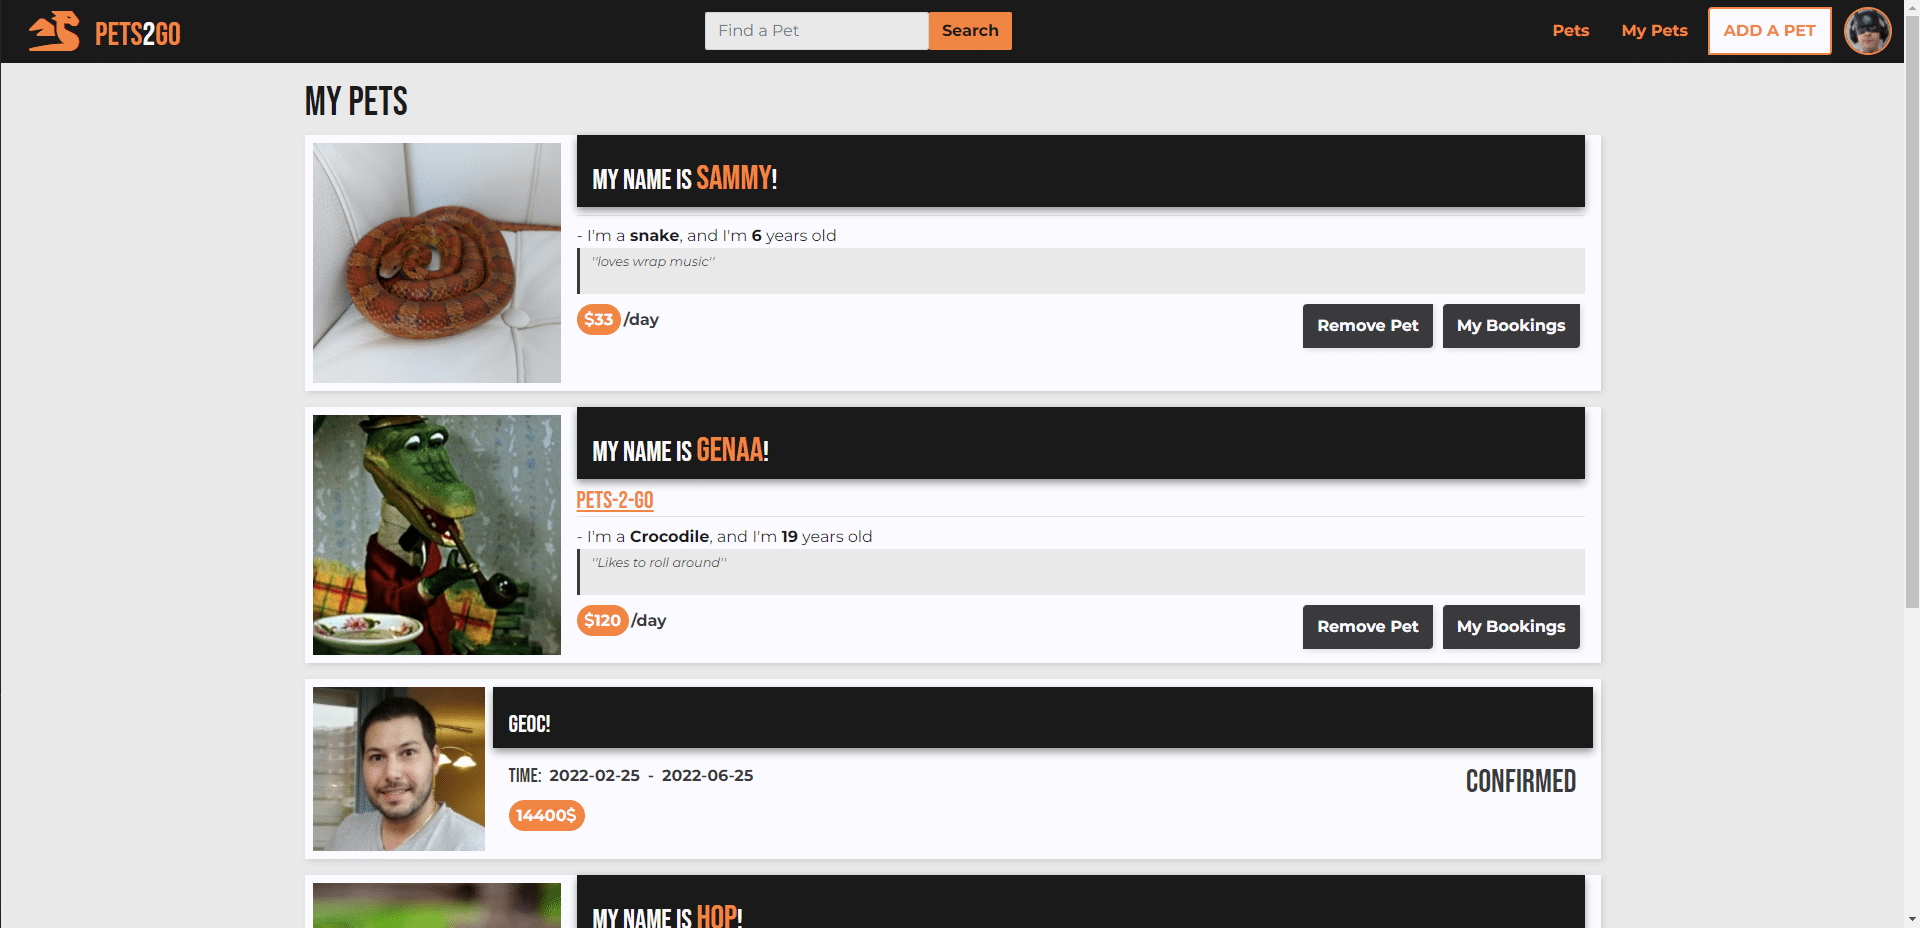 PETS2GO
Find a Pet
Search
Pets
My Pets
ADD A PET
MY PETS
MY NAME IS SAMMY!
- I'm a snake, and I'm 6 years old
"loves wrap music"
$33 /day
Remove Pet
My Bookings
MY NAME IS GENAA!
PETS-2-GO
- I'm a Crocodile, and I'm 19 years old
"Likes to roll around"
$120 /day
Remove Pet
My Bookings
GEOC!
TIME: 2022-02-25 - 2022-06-25
CONFIRMED
14400$
MY NAME IS HOP!